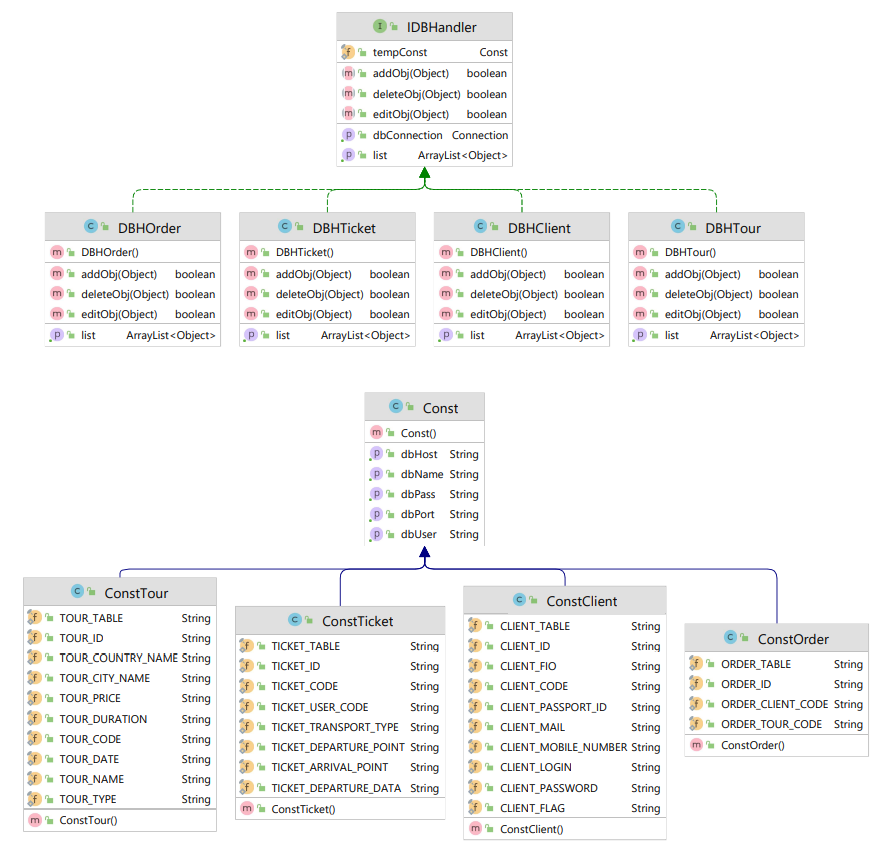 IDBHandler
tempConst Const
addObj(Object) boolean
deleteObj(Object) boolean
editObj(Object) boolean
dbConnection Connection
list ArrayList<Object>
DBHOrder
DBHOrder()
addObj(Object) boolean
deleteObj(Object) boolean
editObj(Object) boolean
list ArrayList<Object>
DBHTicket
DBHTicket()
addObj(Object) boolean
deleteObj(Object) boolean
editObj(Object) boolean
list ArrayList<Object>
DBHClient
DBHClient()
addObj(Object) boolean
deleteObj(Object) boolean
editObj(Object) boolean
list ArrayList<Object>
DBHTour
DBHTour()
addObj(Object) boolean
deleteObj(Object) boolean
editObj(Object) boolean
list ArrayList<Object>
Const
Const()
dbHost String
dbName String
dbPass String
dbPort String
dbUser String
ConstTour
TOUR_TABLE String
TOUR_ID String
TOUR_COUNTRY_NAME String
TOUR_CITY_NAME String
TOUR_PRICE String
TOUR_DURATION String
TOUR_CODE String
TOUR_DATE String
TOUR_NAME String
TOUR_TYPE String
ConstTour()
ConstTicket
TICKET_TABLE String
TICKET_ID String
TICKET_CODE String
TICKET_USER_CODE String
TICKET_TRANSPORT_TYPE String
TICKET_DEPARTURE_POINT String
TICKET_ARRIVAL_POINT String
TICKET_DEPARTURE_DATA String
ConstTicket()
ConstClient
CLIENT_TABLE String
CLIENT_ID String
CLIENT_FIO String
CLIENT_CODE String
CLIENT_PASSPORT_ID String
CLIENT_MAIL String
CLIENT_MOBILE_NUMBER String
CLIENT_LOGIN String
CLIENT_PASSWORD String
CLIENT_FLAG String
ConstClient()
ConstOrder
ORDER_TABLE String
ORDER_ID String
ORDER_CLIENT_CODE String
ORDER_TOUR_CODE String
ConstOrder()